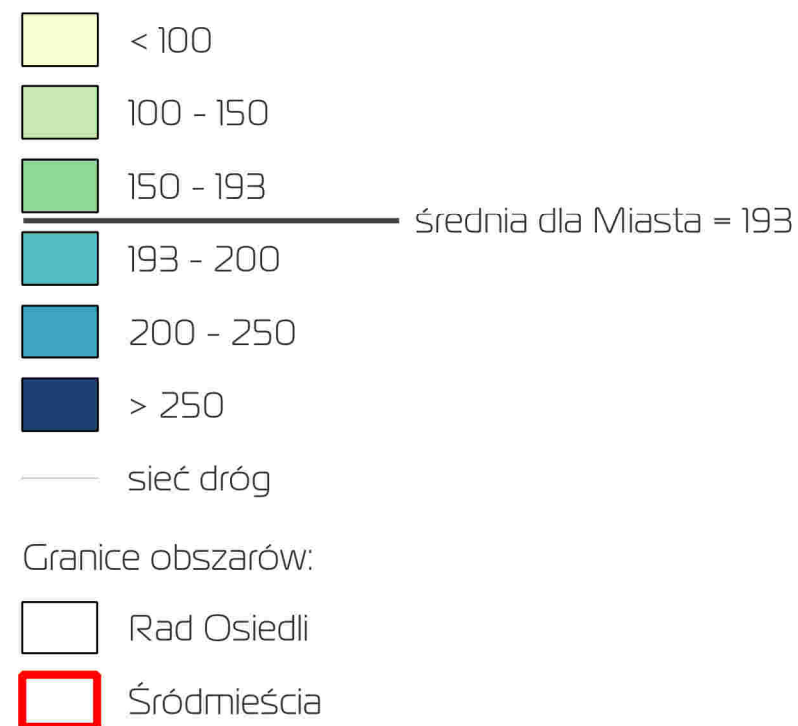 < 100
100 - 150
150 - 193
średnia dla Miasta = 193
193 - 200
200 - 250
> 250
sieć dróg
Granice obszarów:
Rad Osiedli
Śródmieścia